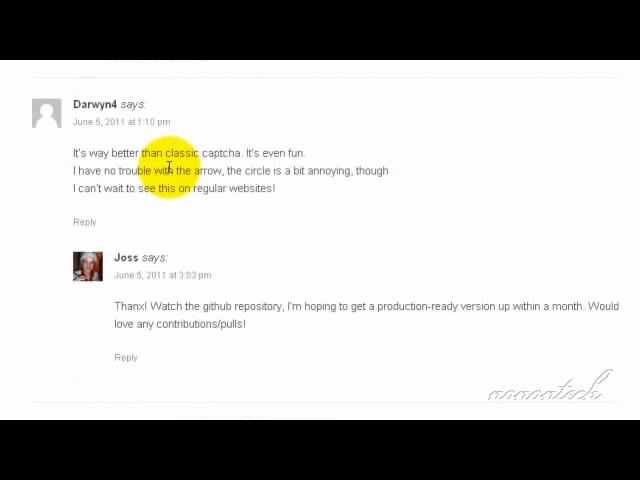 Darwyn4 says:
June 5, 2011 at 1:10 pm
It's way better than classic captcha. It's even fun.
I have no trouble with the arrow, the circle is a bit annoying, though
I can't wait to see this on regular websites!
Reply
Joss says:
June 5, 2011 at 3:03 pm
Thanx! Watch the github repository, I'm hoping to get a production-ready version up within a month. Would
love any contributions/pulls!
Reply